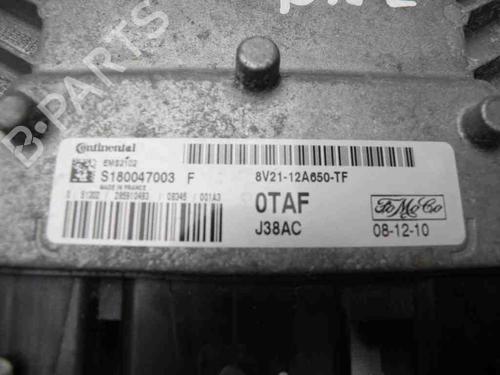 Continental
EMS2102
S180047003 F
MADE IN FRANCE
8V21-12A650-TF
0TAF
FoMoCo
J38AC
08-12-10
B-PARTS